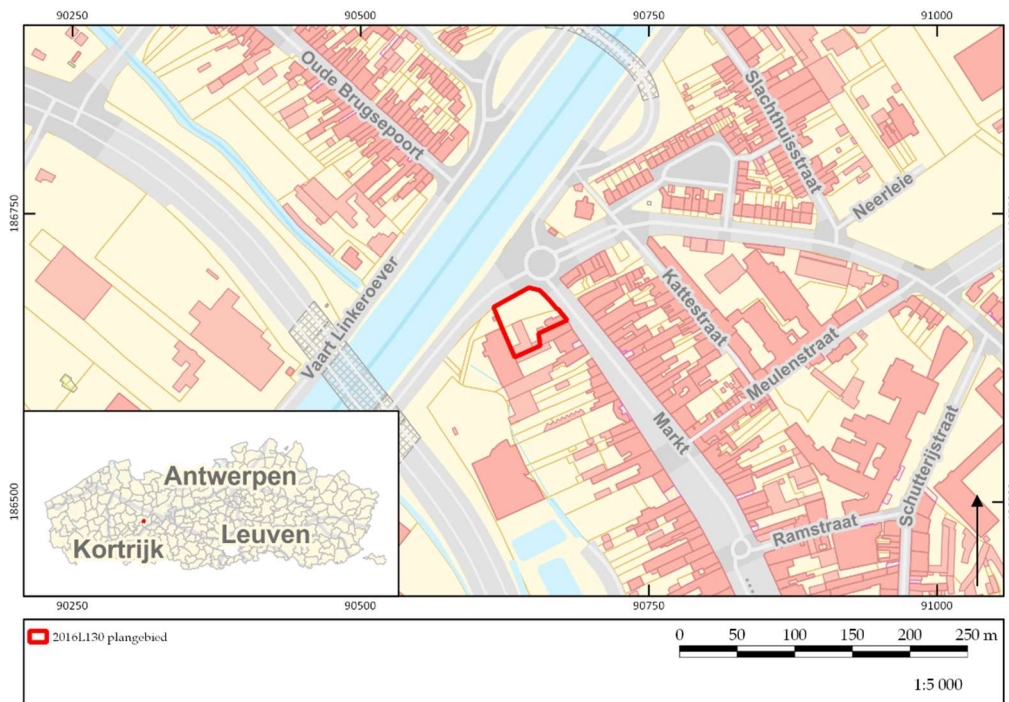 90250
90500
90750
91000
Oude Brugsepoort
Slachthuisstraat
Neerleie
186750
Vaart Linkeroever
Kattestraat
Meulenstraat
Markt
Schutterijstraat
Ramstraat
186500
Antwerpen
Leuven
Kortrijk
90250
90500
90750
91000
2016L130 plangebied
0 50 100 150 200 250 m
1:5 000